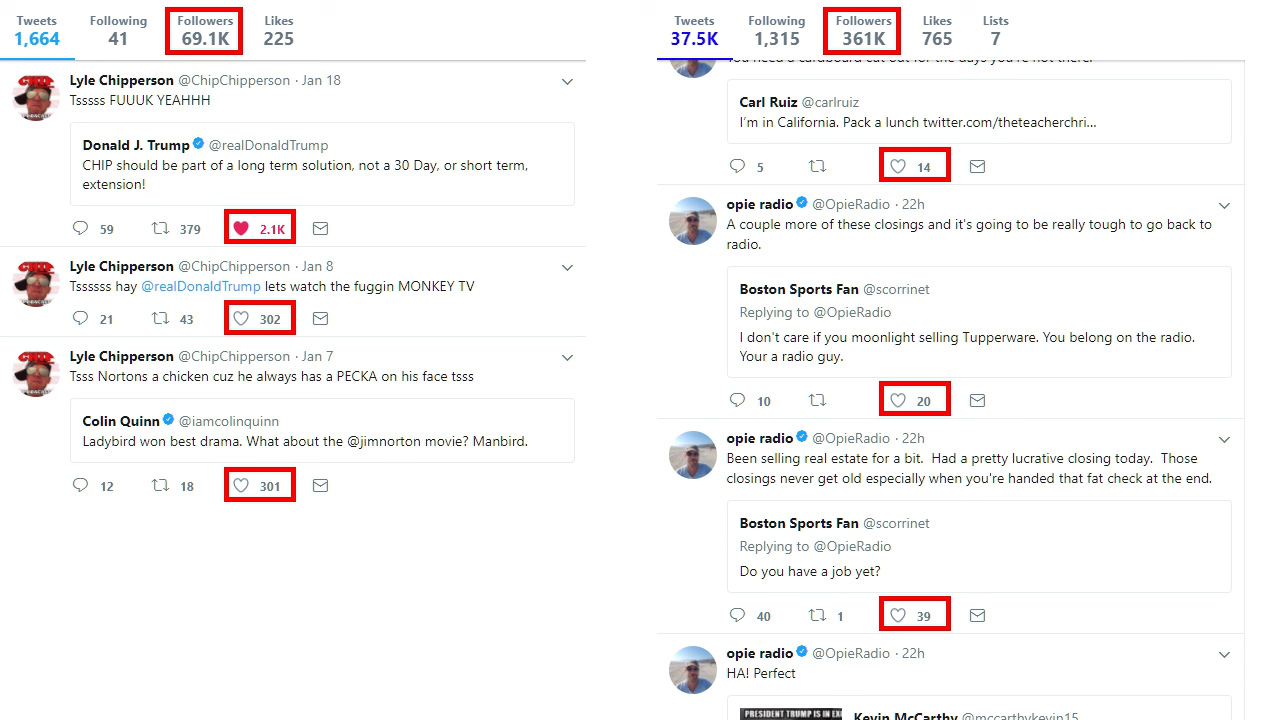 Tweets Following Followers Likes
1,664 41 69.1K 225
Lyle Chipperson @ChipChipperson · Jan 18
Tsssss FUUUK YEAHHH
Donald J. Trump @realDonaldTrump
CHIP should be part of a long term solution, not a 30 Day, or short term,
extension!
59 379 2.1K
Lyle Chipperson @ChipChipperson · Jan 8
Tssssss hay @realDonaldTrump lets watch the fuggin MONKEY TV
21 43 302
Lyle Chipperson @ChipChipperson · Jan 7
Tsss Nortons a chicken cuz he always has a PECKA on his face tsss
Colin Quinn @iamcolinquinn
Ladybird won best drama. What about the @jimnorton movie? Manbird.
12 18 301
Tweets Following Followers Likes Lists
37.5K 1,315 361K 765 7
You need a cardboard cut out for the days you're not there.
Carl Ruiz @carlruiz
I'm in California. Pack a lunch twitter.com/theteacherchri...
5 14
opie radio @OpieRadio · 22h
A couple more of these closings and it's going to be really tough to go back to
radio.
Boston Sports Fan @scorrinet
Replying to @OpieRadio
I don't care if you moonlight selling Tupperware. You belong on the radio.
Your a radio guy.
10 20
opie radio @OpieRadio · 22h
Been selling real estate for a bit.  Had a pretty lucrative closing today.  Those
closings never get old especially when you're handed that fat check at the end.
Boston Sports Fan @scorrinet
Replying to @OpieRadio
Do you have a job yet?
40 1 39
opie radio @OpieRadio · 22h
HA! Perfect
PRESIDENT TRUMP IS IN
Kevin McCarthy @mccarthykevin15